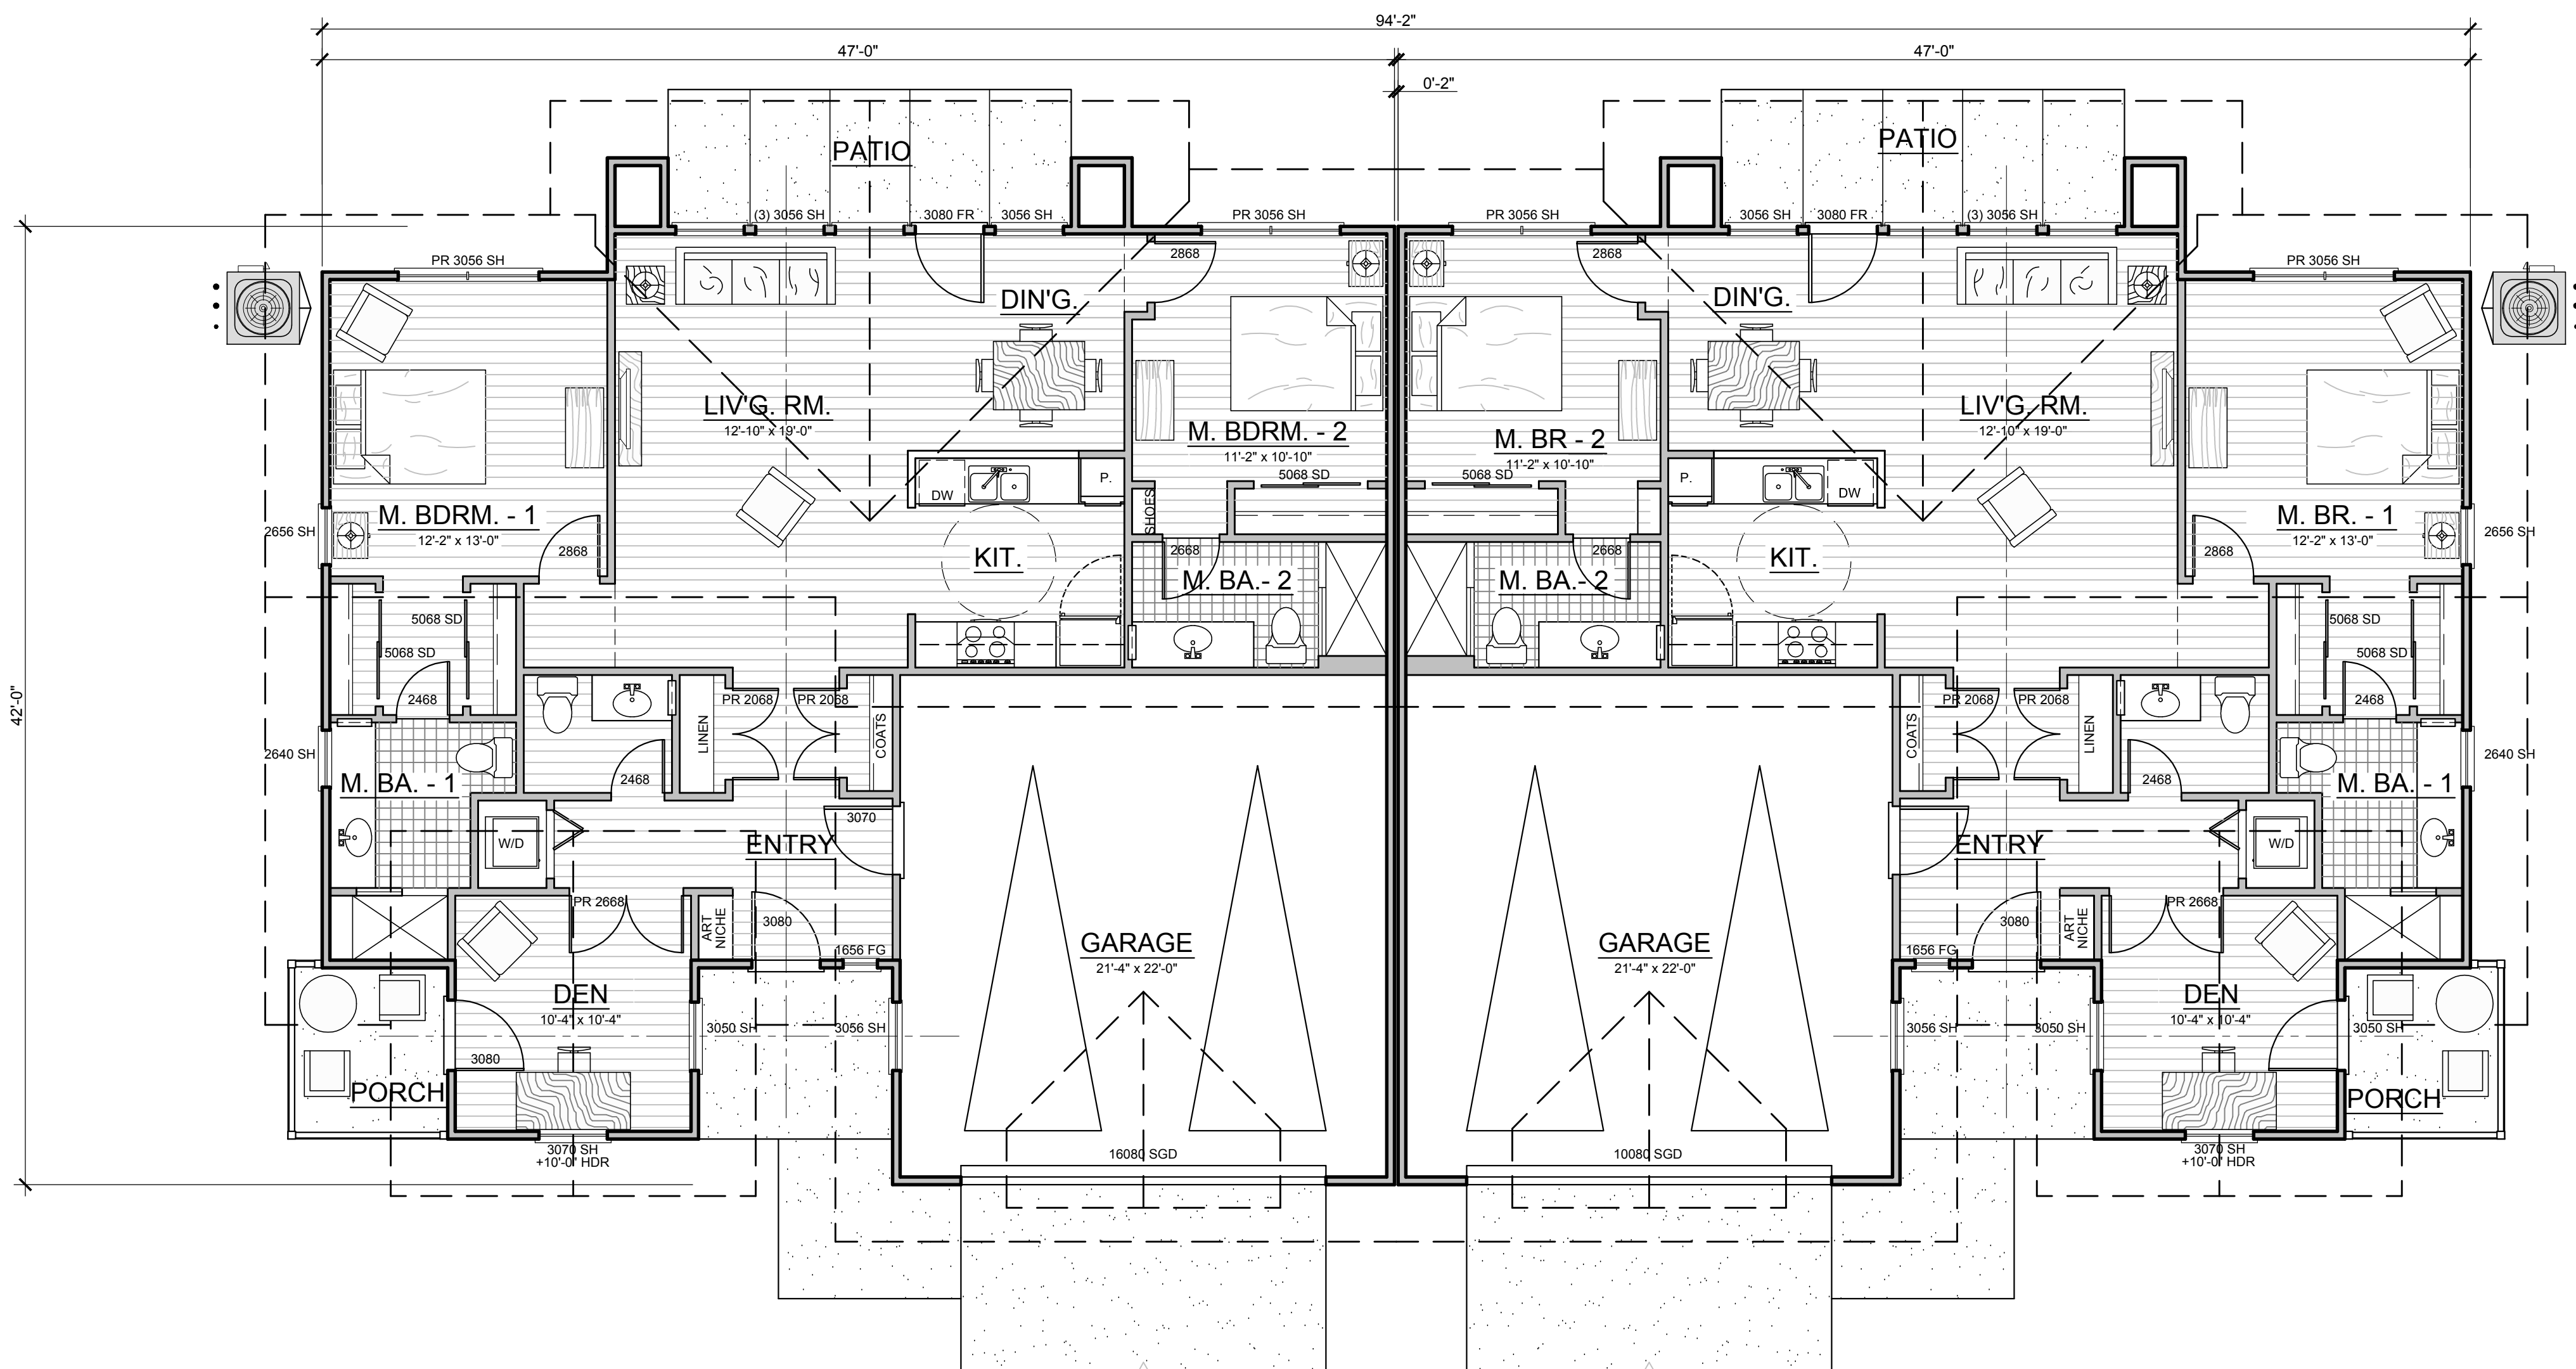 94'-2"
47'-0"
47'-0"
0'-2"
PATIO
PATIO
(3) 3056 SH
3080 FR
3056 SH
PR 3056 SH
PR 3056 SH
3056 SH
3080 FR
(3) 3056 SH
PR 3056 SH
PR 3056 SH
2868
2868
DIN'G.
DIN'G.
LIV'G. RM.
12'-10" x 19'-0"
M. BDRM. - 2
11'-2" x 10'-10"
M. BR - 2
11'-2" x 10'-10"
LIV'G. RM.
12'-10" x 19'-0"
5068 SD
5068 SD
DW
P.
P.
DW
SHOES
M. BDRM. - 1
12'-2" x 13'-0"
M. BR. - 1
12'-2" x 13'-0"
2656 SH
2656 SH
2868
2868
KIT.
KIT.
2668
2668
M. BA.- 2
M. BA.- 2
5068 SD
5068 SD
5068 SD
5068 SD
2468
2468
PR 2068
PR 2068
PR 2068
PR 2068
42'-0"
LINEN
COATS
COATS
LINEN
2640 SH
2640 SH
2468
2468
M. BA. - 1
M. BA. - 1
3070
ENTRY
ENTRY
W/D
W/D
PR 2668
PR 2668
ART
NICHE
3080
3080
ART
NICHE
1656 FG
1656 FG
GARAGE
21'-4" x 22'-0"
GARAGE
21'-4" x 22'-0"
DEN
10'-4" x 10'-4"
DEN
10'-4" x 10'-4"
3050 SH
3056 SH
3056 SH
3050 SH
3050 SH
3080
PORCH
PORCH
3070 SH
+10'-0" HDR
16080 SGD
10080 SGD
3070 SH
+10'-0" HDR